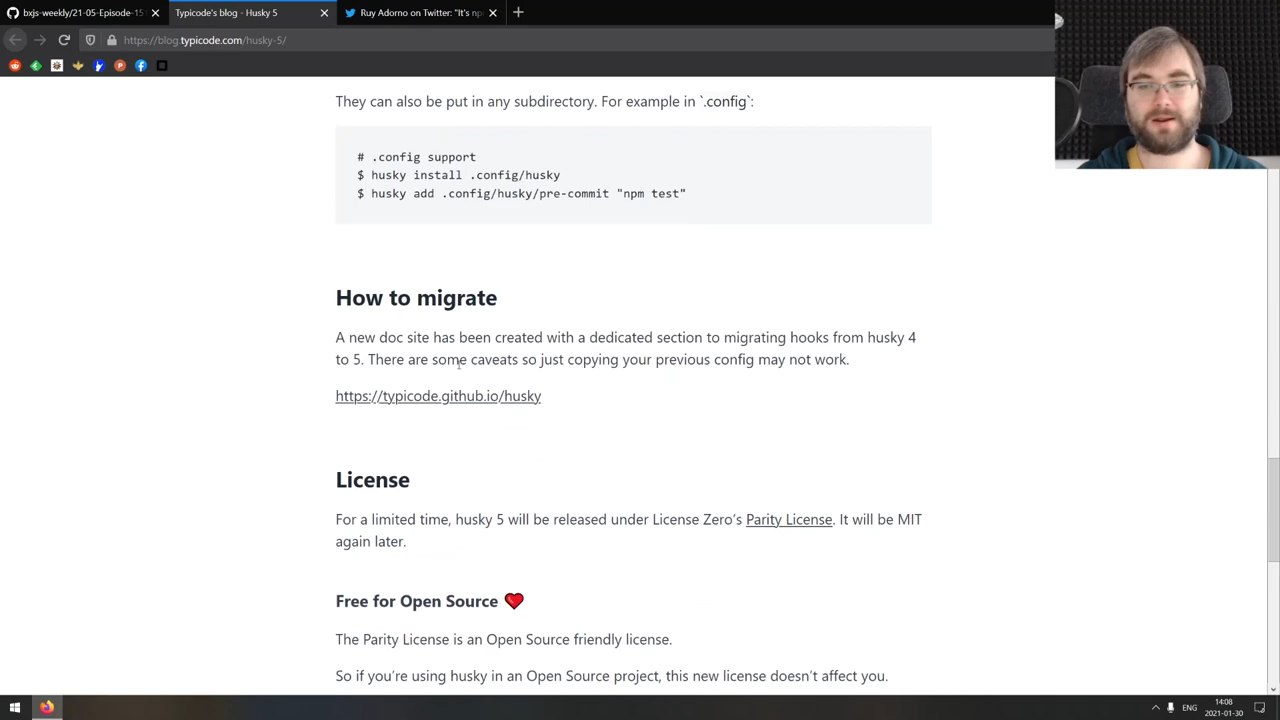 bxjs-weekly/21-05-Episode-15
Typicode's blog - Husky 5
Ruy Adorno on Twitter: "It's np
https://blog.typicode.com/husky-5/
They can also be put in any subdirectory. For example in `.config`:
# .config support
$ husky install .config/husky
$ husky add .config/husky/pre-commit "npm test"
How to migrate
A new doc site has been created with a dedicated section to migrating hooks from husky 4
to 5. There are some caveats so just copying your previous config may not work.
https://typicode.github.io/husky
License
For a limited time, husky 5 will be released under License Zero's Parity License. It will be MIT
again later.
Free for Open Source ❤
The Parity License is an Open Source friendly license.
So if you're using husky in an Open Source project, this new license doesn't affect you.
ENG
14:08
2021-01-30